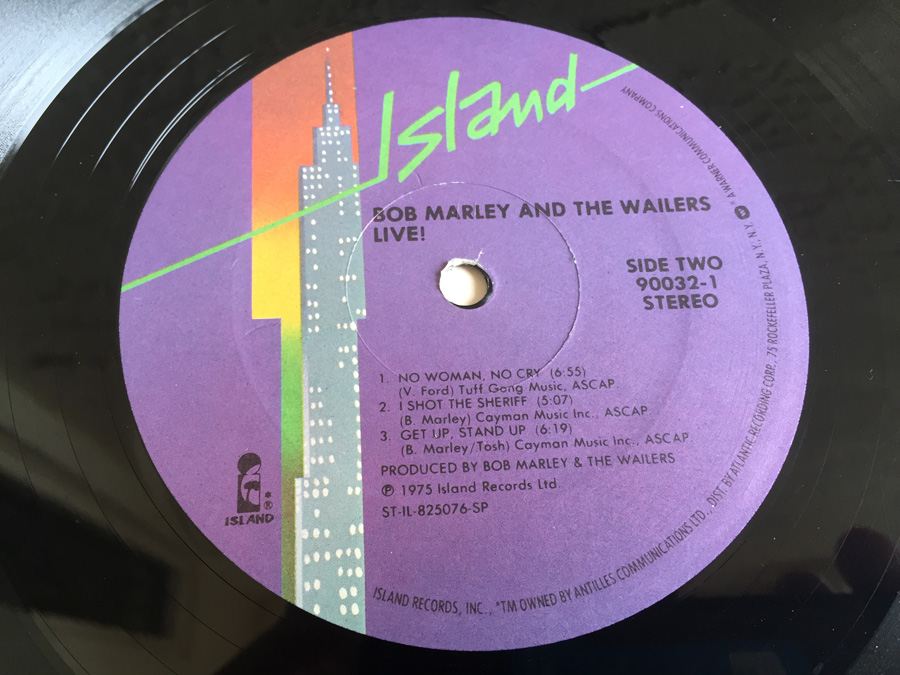 Island
BOB MARLEY AND THE WAILERS
LIVE!
SIDE TWO
90032-1
STEREO
1. NO WOMAN, NO CRY (6:55)
(V. Ford) Tuff Gong Music, ASCAP.
2. I SHOT THE SHERIFF (5:07)
(B. Marley) Cayman Music Inc., ASCAP
3. GET UP, STAND UP (6:19)
(B. Marley/Tosh) Cayman Music Inc., ASCAP
PRODUCED BY BOB MARLEY & THE WAILERS
℗ 1975 Island Records Ltd.
ST-IL-825076-SP
ISLAND
*®
ISLAND RECORDS, INC., *TM OWNED BY ANTILLES COMMUNICATIONS LTD., DIST. BY ATLANTIC RECORDING CORP., 75 ROCKEFELLER PLAZA, N.Y., N.Y. ® A WARNER COMMUNICATIONS COMPANY